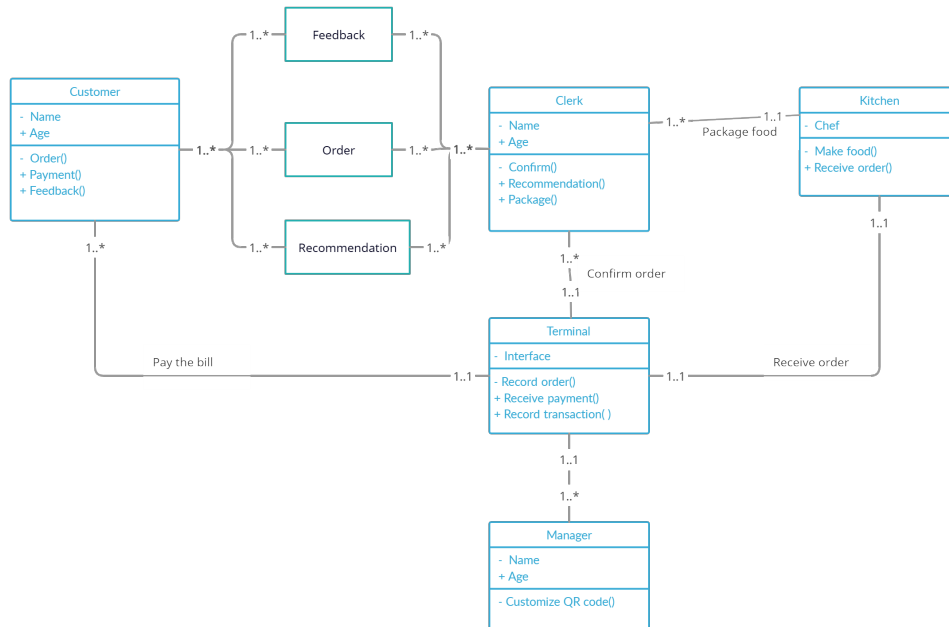 1..*
Feedback
1..*
Customer
- Name
+ Age
- Order()
+ Payment()
+ Feedback()
1..*
1..*
Order
1..*
1..*
1..*
Recommendation
1..*
Clerk
- Name
+ Age
- Confirm()
+ Recommendation()
+ Package()
1..*
1..1
Package food
Kitchen
- Chef
- Make food()
+ Receive order()
1..*
1..1
1..*
Confirm order
1..1
Terminal
- Interface
- Record order()
+ Receive payment()
+ Record transaction( )
Pay the bill
1..1
1..1
Receive order
1..1
1..*
Manager
- Name
+ Age
- Customize QR code()